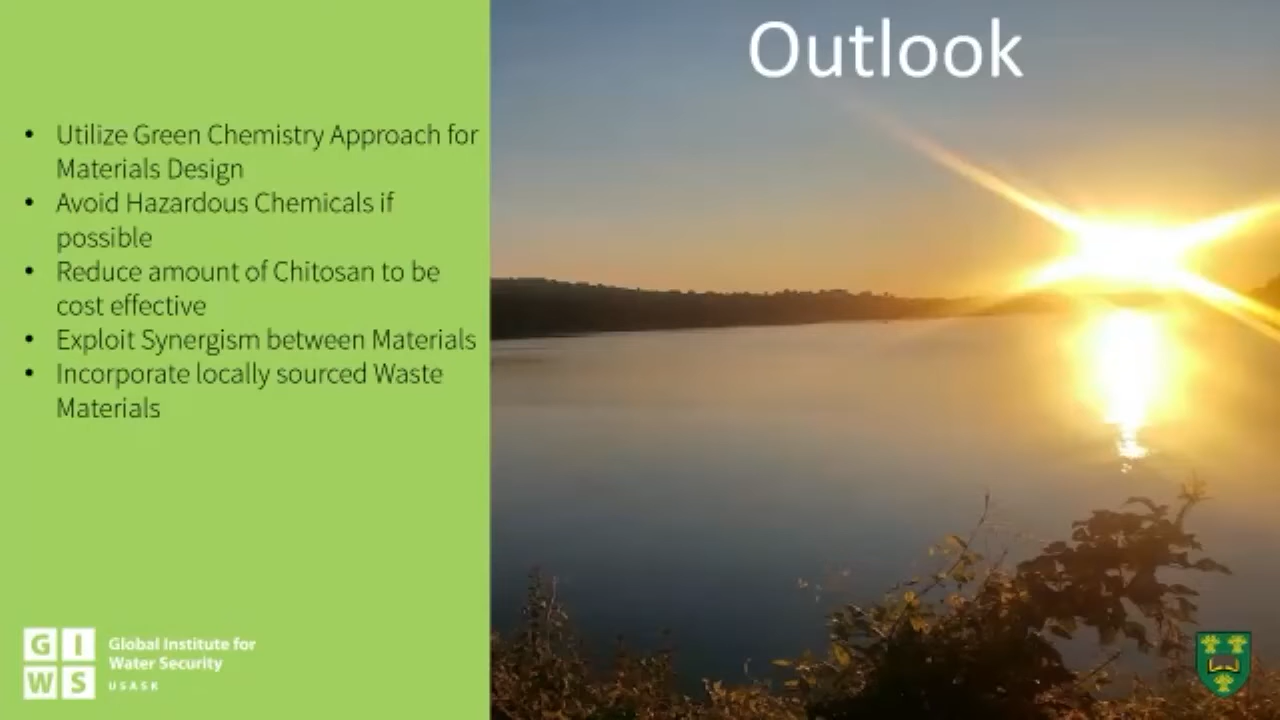 Outlook
• Utilize Green Chemistry Approach for
Materials Design
• Avoid Hazardous Chemicals if
possible
• Reduce amount of Chitosan to be
cost effective
• Exploit Synergism between Materials
• Incorporate locally sourced Waste
Materials
G I
W S
Global Institute for
Water Security
USASK